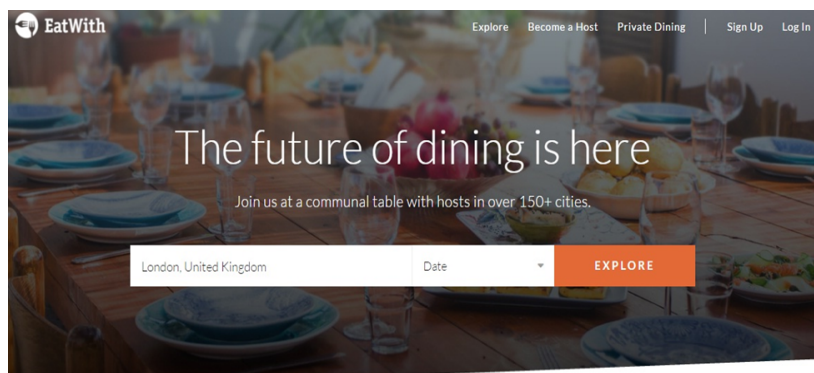 EatWith
Explore Become a Host Private Dining Sign Up Log In
The future of dining is here
Join us at a communal table with hosts in over 150+ cities.
London, United Kingdom Date EXPLORE